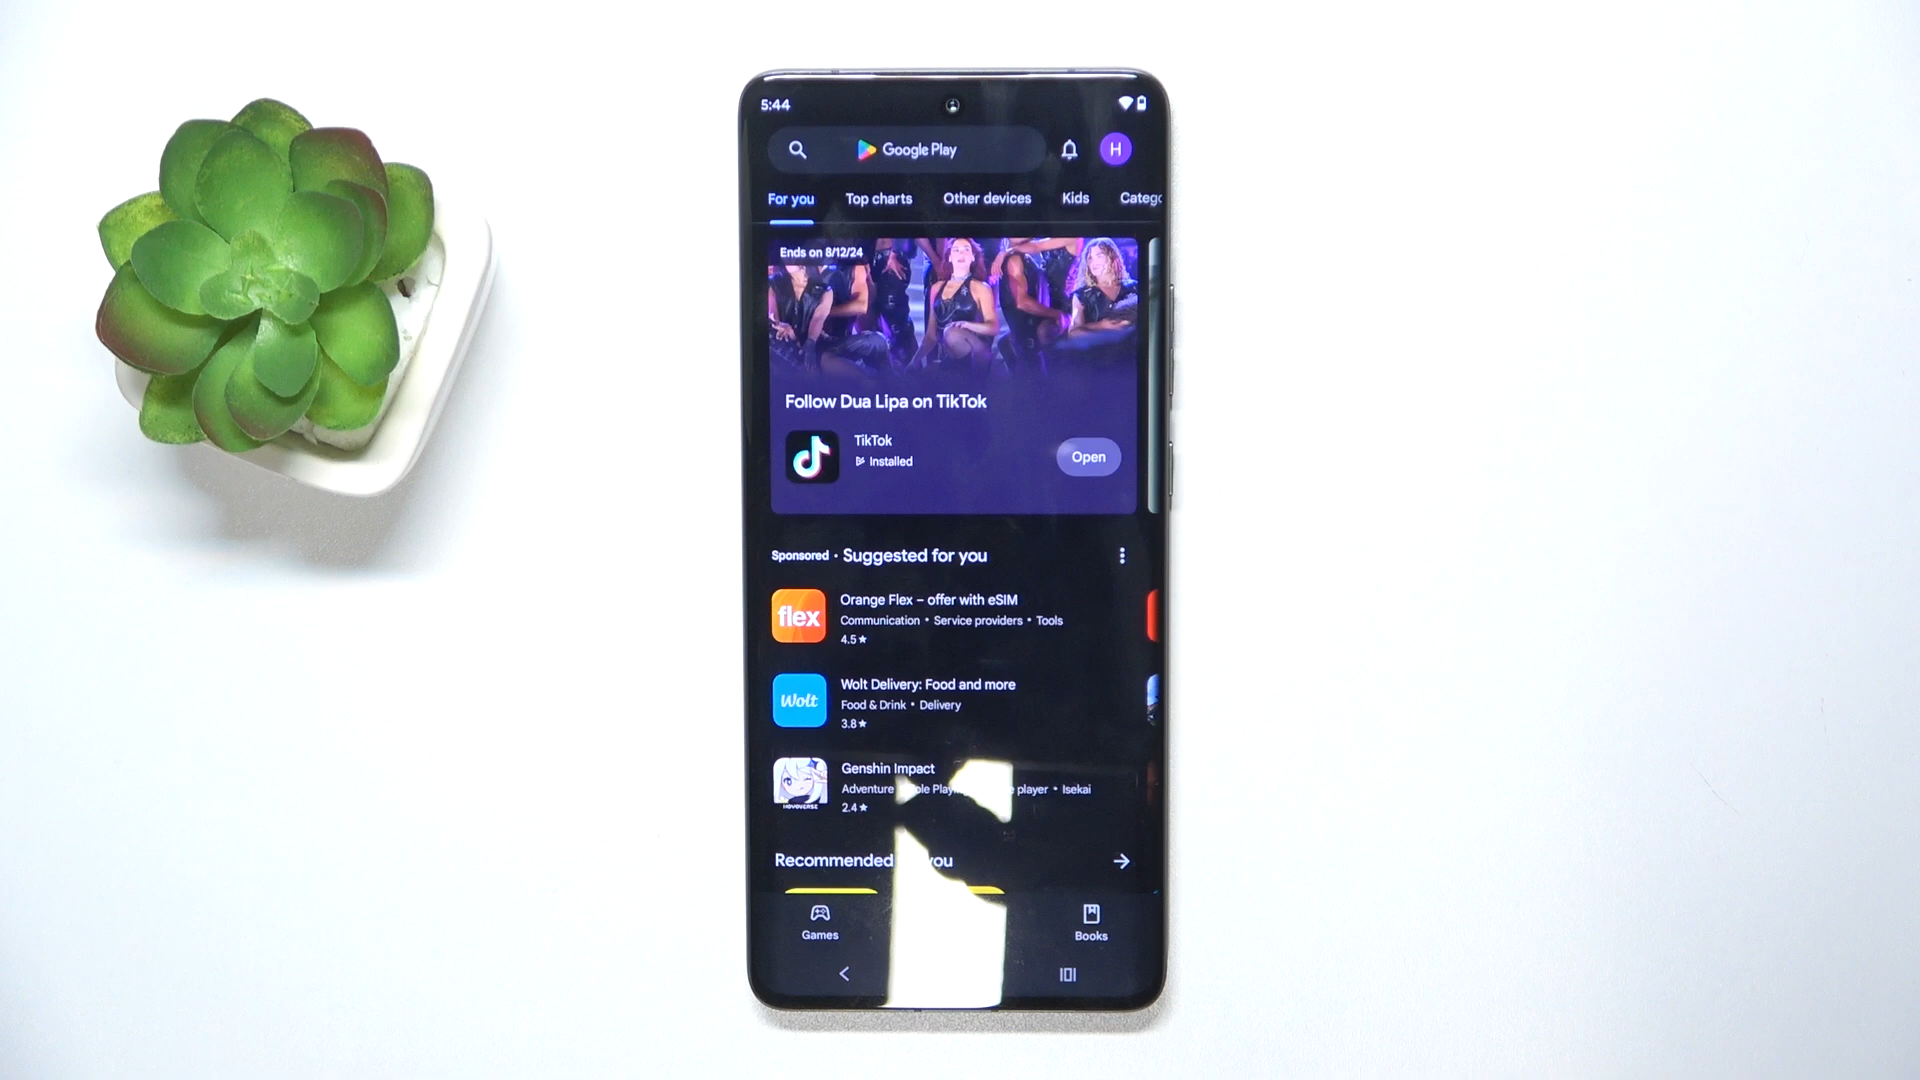 5:44
Google Play
H
For you Top charts Other devices Kids Catego
Ends on 8/12/24
Follow Dua Lipa on TikTok
TikTok
Installed
Open
Sponsored • Suggested for you
flex
Orange Flex – offer with eSIM
Communication • Service providers • Tools
4.5★
Wolt
Wolt Delivery: Food and more
Food & Drink • Delivery
3.8★
HOYOVERSE
Genshin Impact
Adventure player • Isekai
2.4★
Recommended you
Games
Books